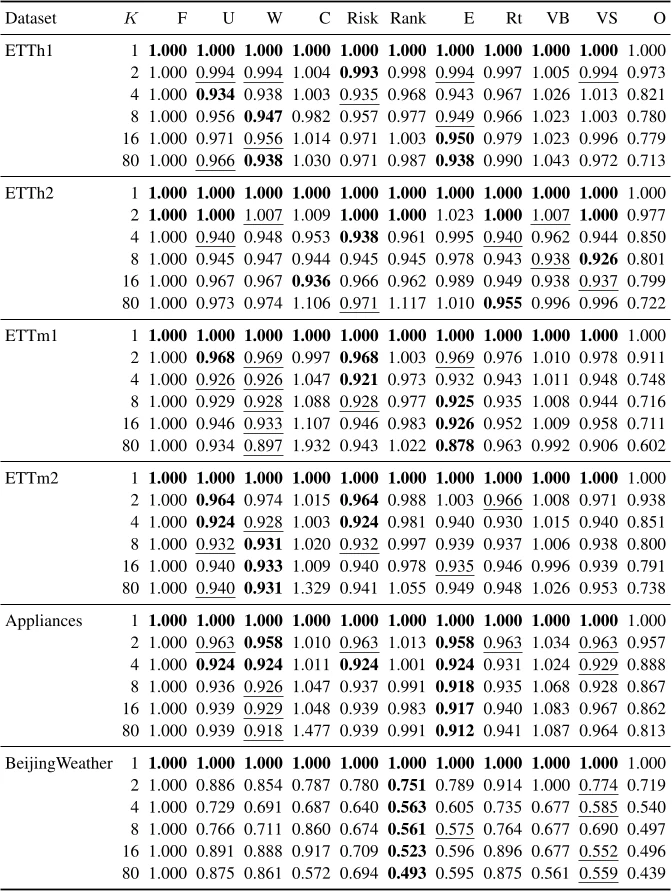 Dataset K F U W C Risk Rank E Rt VB VS O
ETTh1 1 1.000 1.000 1.000 1.000 1.000 1.000 1.000 1.000 1.000 1.000 1.000
2 1.000 0.994 0.994 1.004 0.993 0.998 0.994 0.997 1.005 0.994 0.973
4 1.000 0.934 0.938 1.003 0.935 0.968 0.943 0.967 1.026 1.013 0.821
8 1.000 0.956 0.947 0.982 0.957 0.977 0.949 0.966 1.023 1.003 0.780
16 1.000 0.971 0.956 1.014 0.971 1.003 0.950 0.979 1.023 0.996 0.779
80 1.000 0.966 0.938 1.030 0.971 0.987 0.938 0.990 1.043 0.972 0.713
ETTh2 1 1.000 1.000 1.000 1.000 1.000 1.000 1.000 1.000 1.000 1.000 1.000
2 1.000 1.000 1.007 1.009 1.000 1.000 1.023 1.000 1.007 1.000 0.977
4 1.000 0.940 0.948 0.953 0.938 0.961 0.995 0.940 0.962 0.944 0.850
8 1.000 0.945 0.947 0.944 0.945 0.945 0.978 0.943 0.938 0.926 0.801
16 1.000 0.967 0.967 0.936 0.966 0.962 0.989 0.949 0.938 0.937 0.799
80 1.000 0.973 0.974 1.106 0.971 1.117 1.010 0.955 0.996 0.996 0.722
ETTm1 1 1.000 1.000 1.000 1.000 1.000 1.000 1.000 1.000 1.000 1.000 1.000
2 1.000 0.968 0.969 0.997 0.968 1.003 0.969 0.976 1.010 0.978 0.911
4 1.000 0.926 0.926 1.047 0.921 0.973 0.932 0.943 1.011 0.948 0.748
8 1.000 0.929 0.928 1.088 0.928 0.977 0.925 0.935 1.008 0.944 0.716
16 1.000 0.946 0.933 1.107 0.946 0.983 0.926 0.952 1.009 0.958 0.711
80 1.000 0.934 0.897 1.932 0.943 1.022 0.878 0.963 0.992 0.906 0.602
ETTm2 1 1.000 1.000 1.000 1.000 1.000 1.000 1.000 1.000 1.000 1.000 1.000
2 1.000 0.964 0.974 1.015 0.964 0.988 1.003 0.966 1.008 0.971 0.938
4 1.000 0.924 0.928 1.003 0.924 0.981 0.940 0.930 1.015 0.940 0.851
8 1.000 0.932 0.931 1.020 0.932 0.997 0.939 0.937 1.006 0.938 0.800
16 1.000 0.940 0.933 1.009 0.940 0.978 0.935 0.946 0.996 0.939 0.791
80 1.000 0.940 0.931 1.329 0.941 1.055 0.949 0.948 1.026 0.953 0.738
Appliances 1 1.000 1.000 1.000 1.000 1.000 1.000 1.000 1.000 1.000 1.000 1.000
2 1.000 0.963 0.958 1.010 0.963 1.013 0.958 0.963 1.034 0.963 0.957
4 1.000 0.924 0.924 1.011 0.924 1.001 0.924 0.931 1.024 0.929 0.888
8 1.000 0.936 0.926 1.047 0.937 0.991 0.918 0.935 1.068 0.928 0.867
16 1.000 0.939 0.929 1.048 0.939 0.983 0.917 0.940 1.083 0.967 0.862
80 1.000 0.939 0.918 1.477 0.939 0.991 0.912 0.941 1.087 0.964 0.813
BeijingWeather 1 1.000 1.000 1.000 1.000 1.000 1.000 1.000 1.000 1.000 1.000 1.000
2 1.000 0.886 0.854 0.787 0.780 0.751 0.789 0.914 1.000 0.774 0.719
4 1.000 0.729 0.691 0.687 0.640 0.563 0.605 0.735 0.677 0.585 0.540
8 1.000 0.766 0.711 0.860 0.674 0.561 0.575 0.764 0.677 0.690 0.497
16 1.000 0.891 0.888 0.917 0.709 0.523 0.596 0.896 0.677 0.552 0.496
80 1.000 0.875 0.861 0.572 0.694 0.493 0.595 0.875 0.561 0.559 0.439